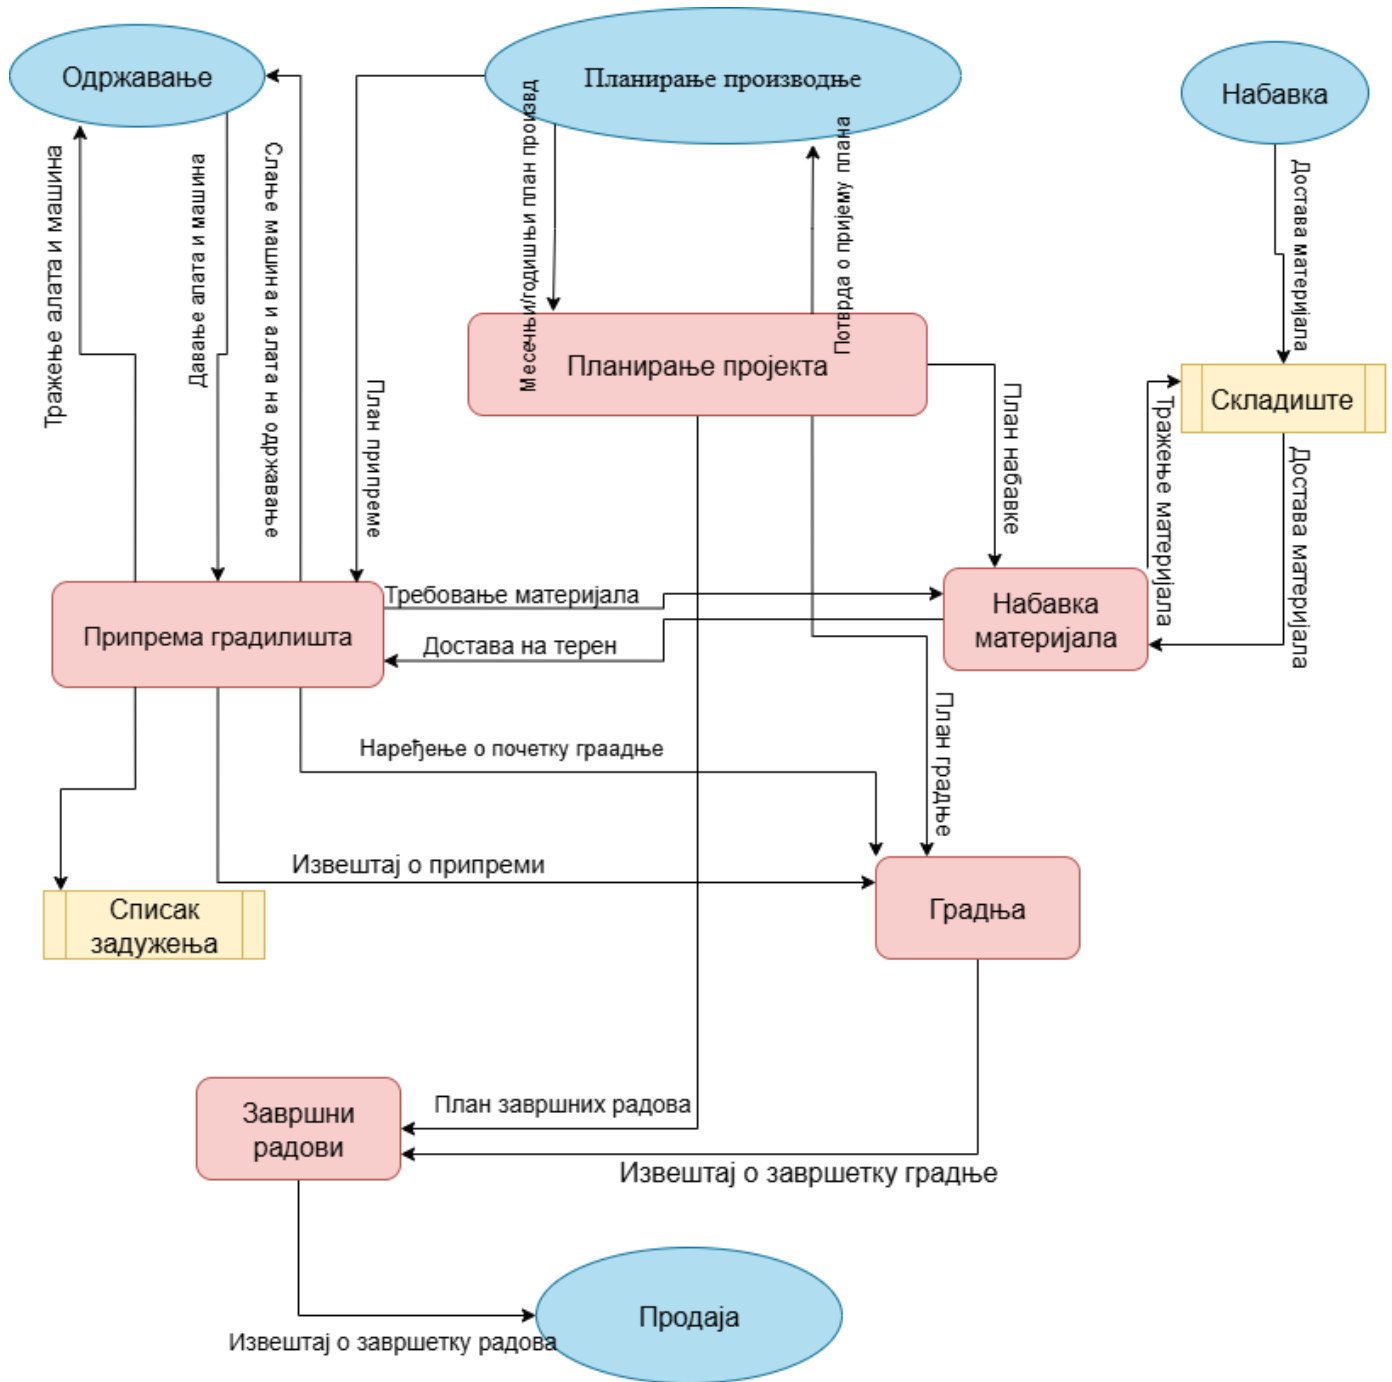 Одржавање
Планирање производње
Набавка
Тражење алата и машина
Давање алата и машина
Слање машина и алата на одржавање
План припреме
Месечњи/годишњи план произвд
Потврда о пријему плана
Достава материјала
Планирање пројекта
Складиште
План набавке
Тражење материјала
Достава материјала
Припрема градилишта
Требовање материјала
Достава на терен
Набавка
материјала
План градње
Наређење о почетку граадње
Извештај о припреми
Списак
задужења
Градња
Завршни
радови
План завршних радова
Извештај о завршетку градње
Продаја
Извештај о завршетку радова